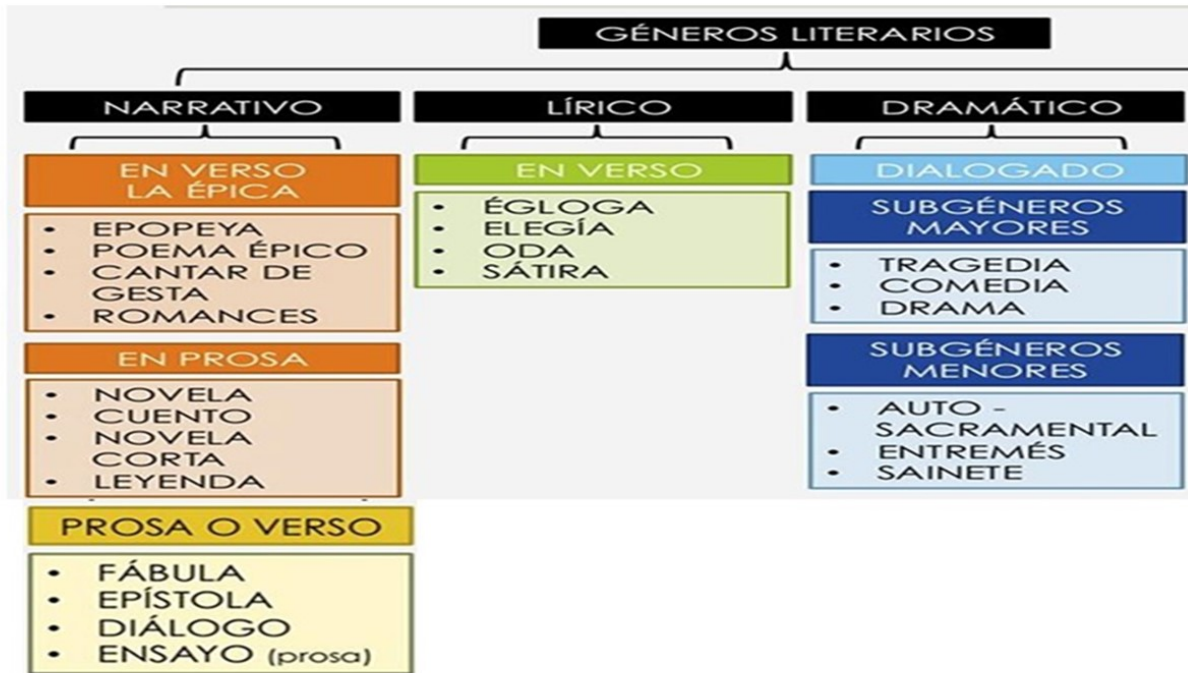 GÉNEROS LITERARIOS
NARRATIVO
EN VERSO
LA ÉPICA
• EPOPEYA
• POEMA ÉPICO
• CANTAR DE
GESTA
• ROMANCES
EN PROSA
• NOVELA
• CUENTO
• NOVELA
CORTA
• LEYENDA
PROSA O VERSO
• FÁBULA
• EPÍSTOLA
• DIÁLOGO
• ENSAYO (prosa)
LÍRICO
EN VERSO
• ÉGLOGA
• ELEGÍA
• ODA
• SÁTIRA
DRAMÁTICO
DIALOGADO
SUBGÉNEROS
MAYORES
• TRAGEDIA
• COMEDIA
• DRAMA
SUBGÉNEROS
MENORES
• AUTO -
SACRAMENTAL
• ENTREMÉS
• SAINETE